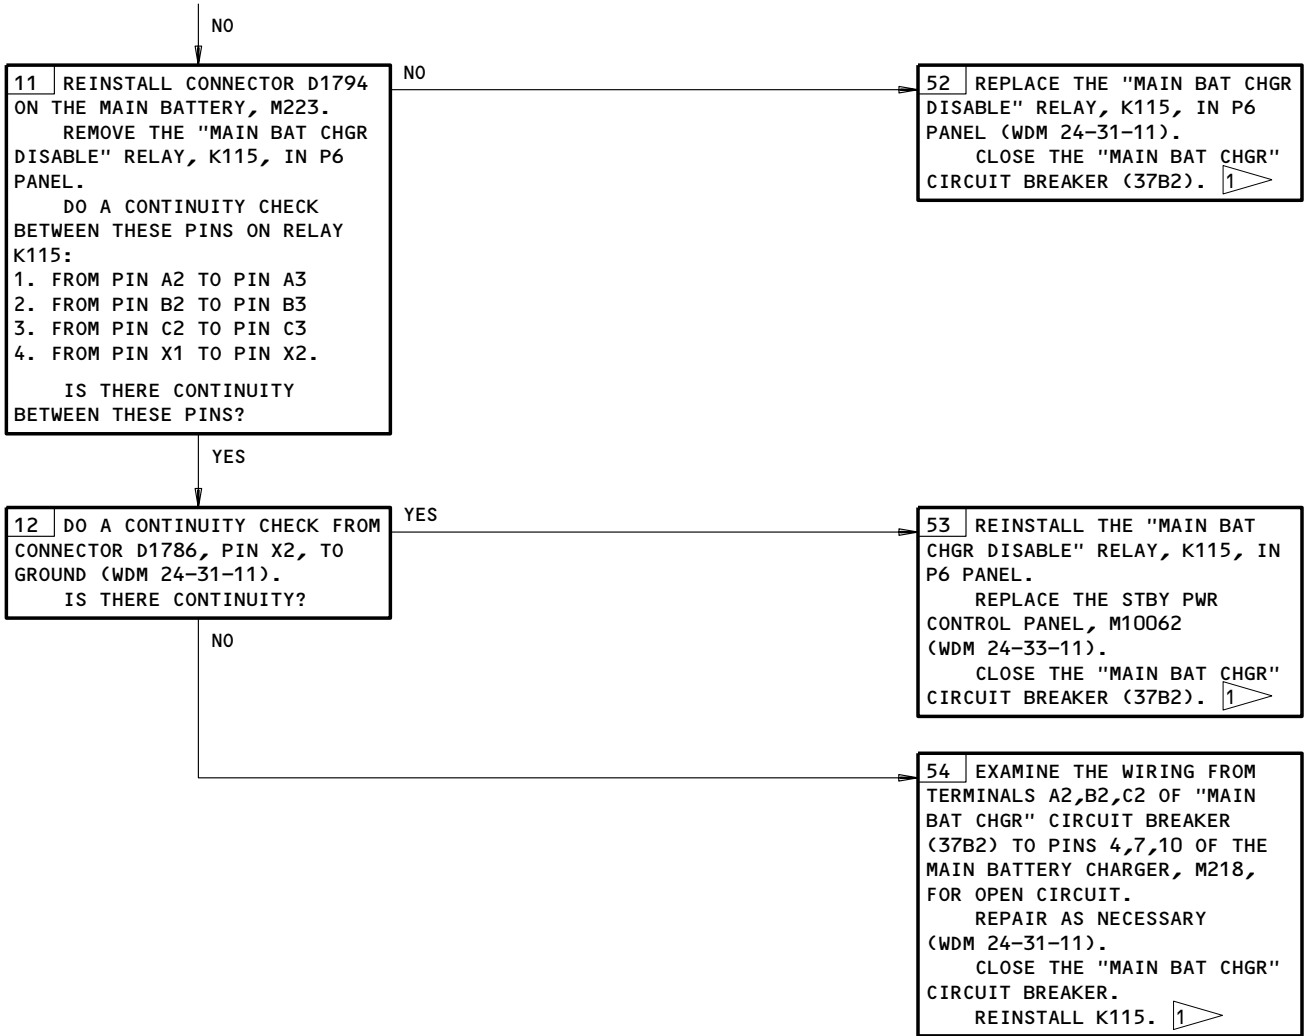 NO
11 REINSTALL CONNECTOR D1794
ON THE MAIN BATTERY, M223.
REMOVE THE "MAIN BAT CHGR
DISABLE" RELAY, K115, IN P6
PANEL.
DO A CONTINUITY CHECK
BETWEEN THESE PINS ON RELAY
K115:
1. FROM PIN A2 TO PIN A3
2. FROM PIN B2 TO PIN B3
3. FROM PIN C2 TO PIN C3
4. FROM PIN X1 TO PIN X2.
IS THERE CONTINUITY
BETWEEN THESE PINS?
NO
52 REPLACE THE "MAIN BAT CHGR
DISABLE" RELAY, K115, IN P6
PANEL (WDM 24-31-11).
CLOSE THE "MAIN BAT CHGR"
CIRCUIT BREAKER (37B2). 1
YES
12 DO A CONTINUITY CHECK FROM
CONNECTOR D1786, PIN X2, TO
GROUND (WDM 24-31-11).
IS THERE CONTINUITY?
YES
53 REINSTALL THE "MAIN BAT
CHGR DISABLE" RELAY, K115, IN
P6 PANEL.
REPLACE THE STBY PWR
CONTROL PANEL, M10062
(WDM 24-33-11).
CLOSE THE "MAIN BAT CHGR"
CIRCUIT BREAKER (37B2). 1
NO
54 EXAMINE THE WIRING FROM
TERMINALS A2,B2,C2 OF "MAIN
BAT CHGR" CIRCUIT BREAKER
(37B2) TO PINS 4,7,10 OF THE
MAIN BATTERY CHARGER, M218,
FOR OPEN CIRCUIT.
REPAIR AS NECESSARY
(WDM 24-31-11).
CLOSE THE "MAIN BAT CHGR"
CIRCUIT BREAKER.
REINSTALL K115. 1